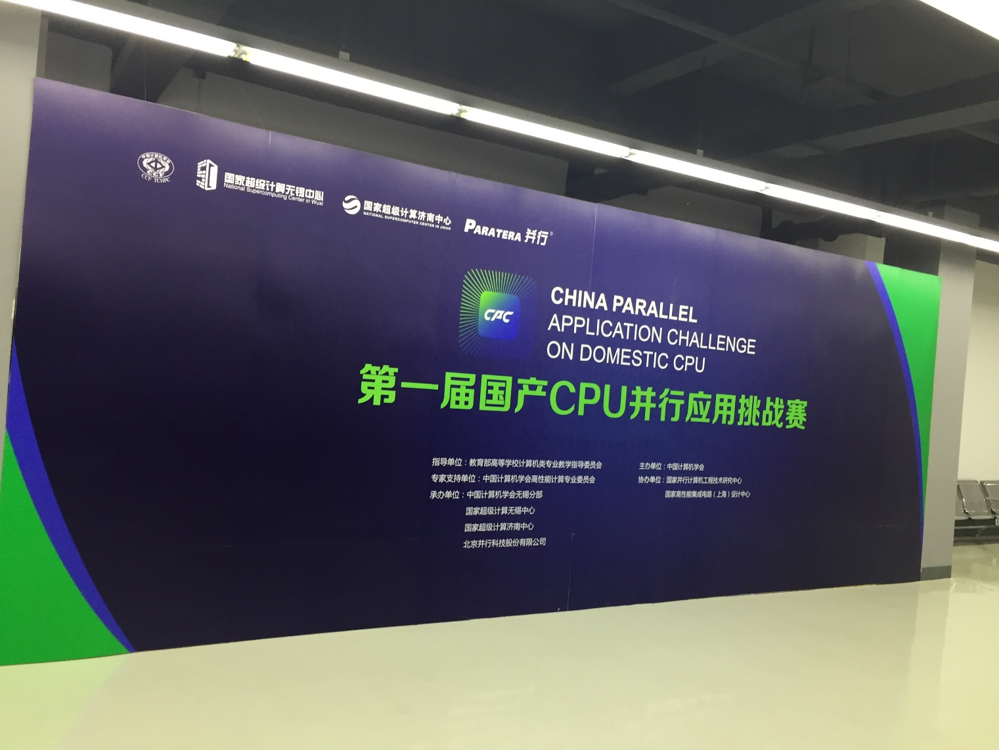 中国计算机学会
CCF
CCF TCHPC
国家超级计算无锡中心
National Supercomputing Center in Wuxi
国家超级计算济南中心
NATIONAL SUPERCOMPUTER CENTER IN JINAN
PARATERA 并行®
CPC
CHINA PARALLEL
APPLICATION CHALLENGE
ON DOMESTIC CPU
第一届国产CPU并行应用挑战赛
指导单位：教育部高等学校计算机类专业教学指导委员会
专家支持单位：中国计算机学会高性能计算专业委员会
承办单位：中国计算机学会无锡分部
国家超级计算无锡中心
国家超级计算济南中心
北京并行科技股份有限公司
主办单位：中国计算机学会
协办单位：国家并行计算机工程技术研究中心
国家高性能集成电路（上海）设计中心